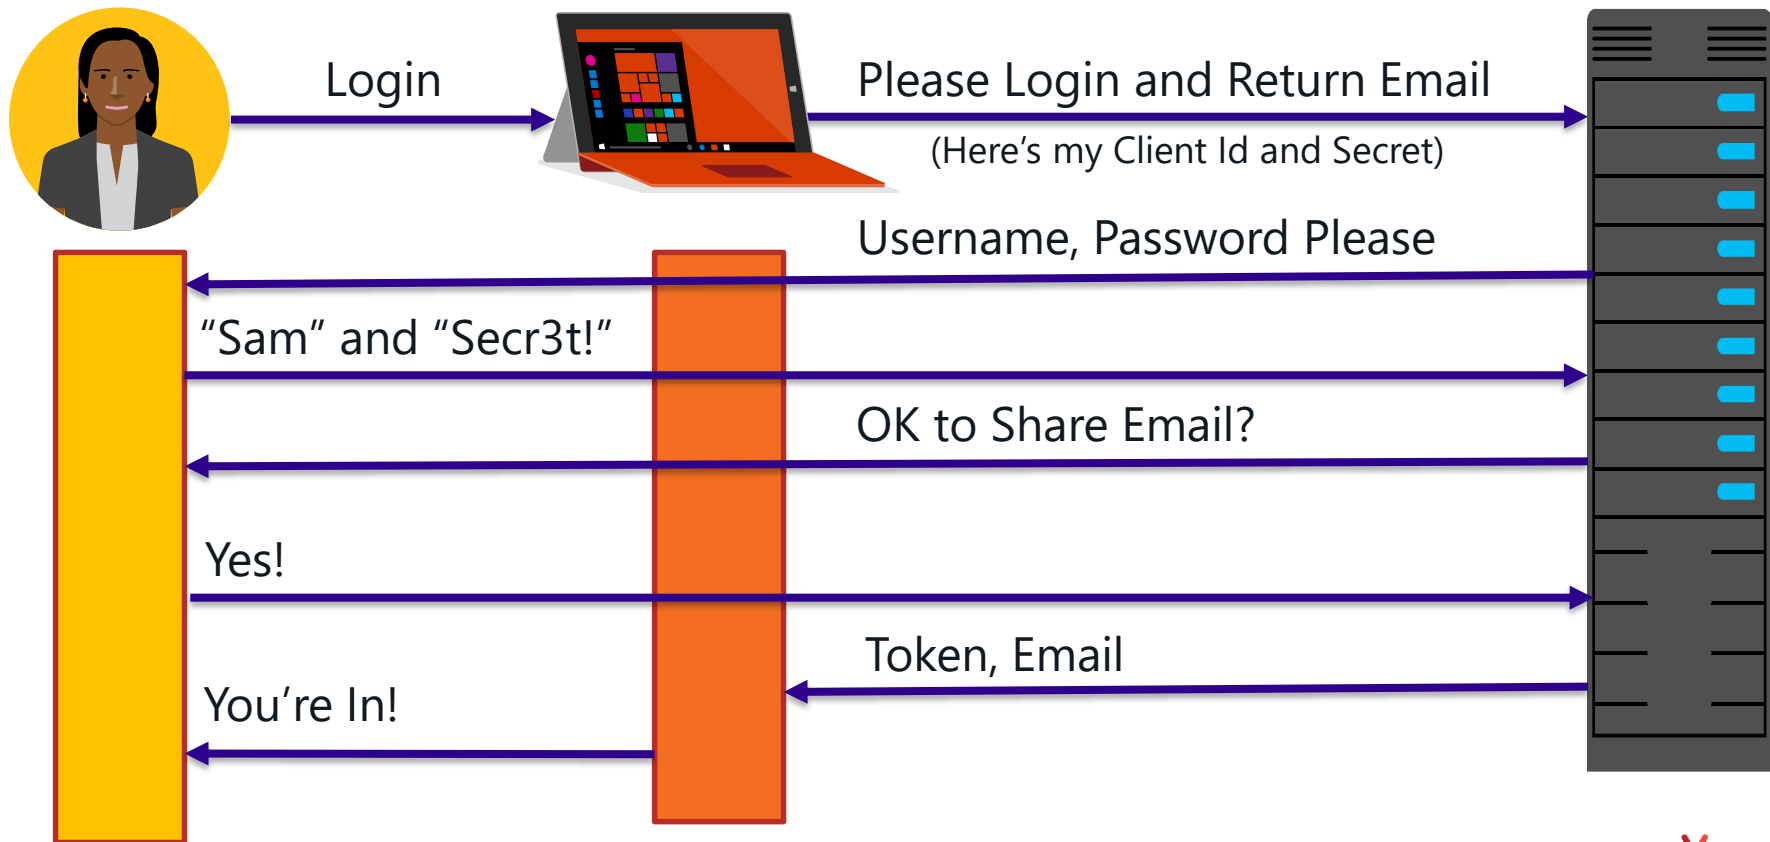 Login
Please Login and Return Email
(Here’s my Client Id and Secret)
Username, Password Please
“Sam” and “Secr3t!”
OK to Share Email?
Yes!
Token, Email
You’re In!